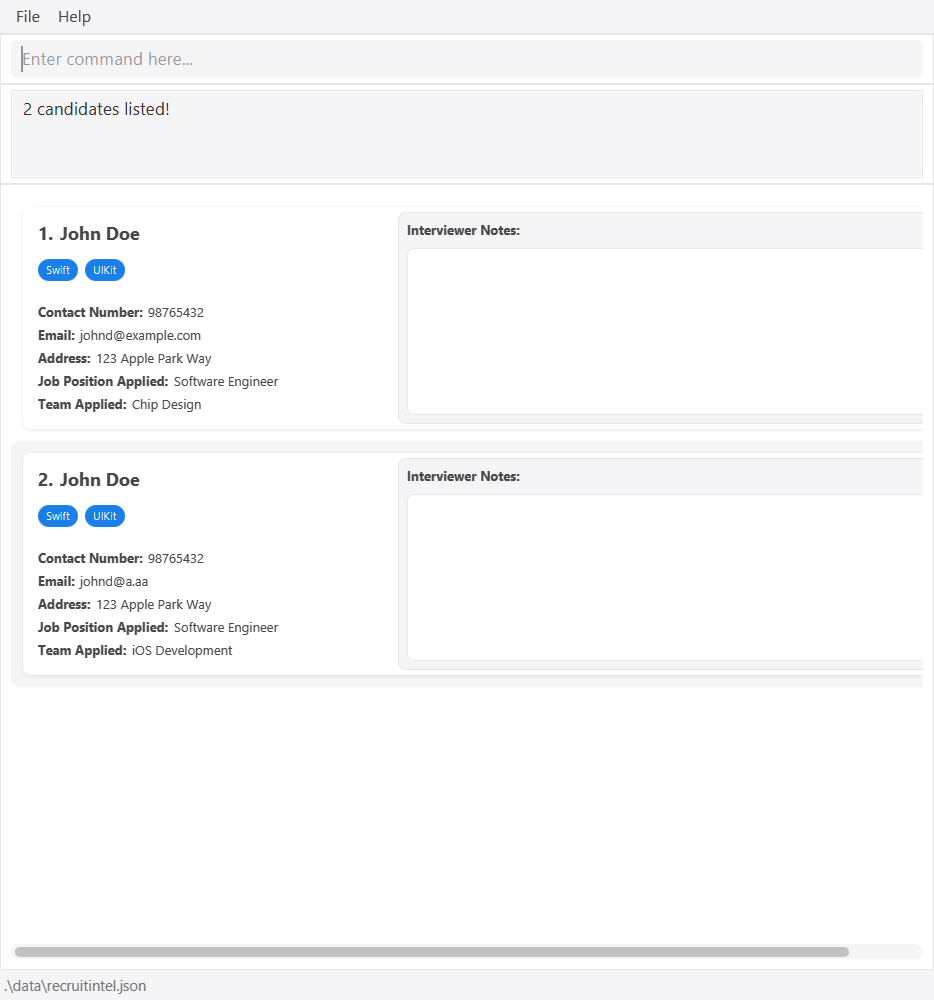 File Help
Enter command here...
2 candidates listed!
1. John Doe
Swift UIKit
Contact Number: 98765432
Email: johnd@example.com
Address: 123 Apple Park Way
Job Position Applied: Software Engineer
Team Applied: Chip Design
Interviewer Notes:
2. John Doe
Swift UIKit
Contact Number: 98765432
Email: johnd@a.aa
Address: 123 Apple Park Way
Job Position Applied: Software Engineer
Team Applied: iOS Development
Interviewer Notes:
.\data\recruitintel.json